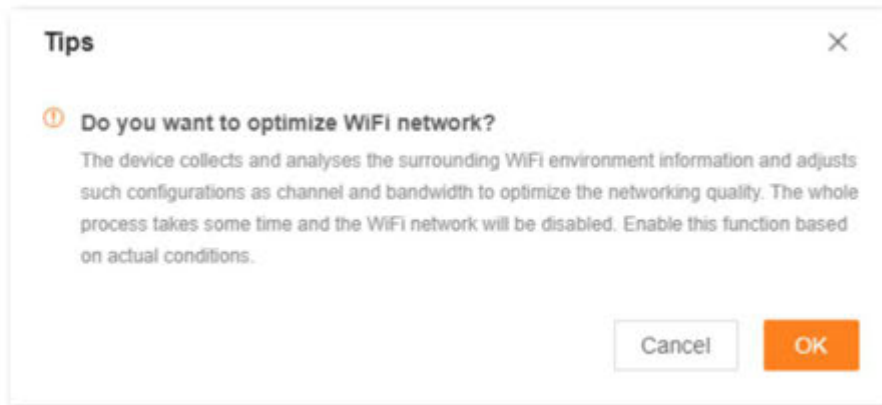 Tips
Do you want to optimize WiFi network?
The device collects and analyses the surrounding WiFi environment information and adjusts
such configurations as channel and bandwidth to optimize the networking quality. The whole
process takes some time and the WiFi network will be disabled. Enable this function based
on actual conditions.
Cancel
OK